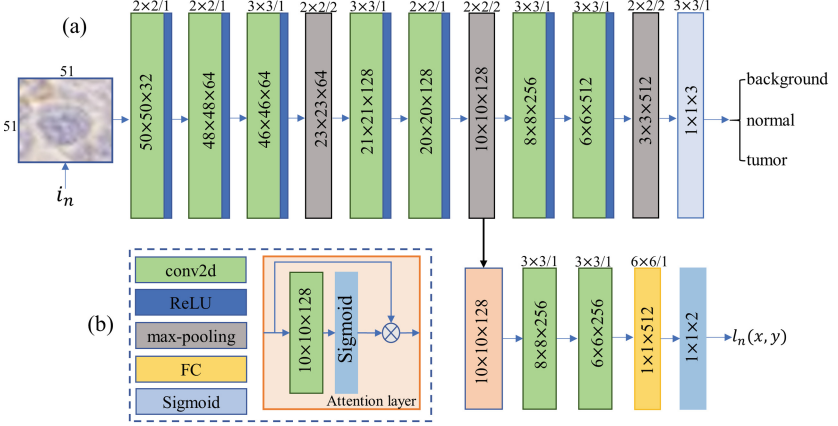 (a)
2×2/1 2×2/1 3×3/1 2×2/2 3×3/1 2×2/1 2×2/2 3×3/1 3×3/1 2×2/2 3×3/1
51
51
i_n
50×50×32
48×48×64
46×46×64
23×23×64
21×21×128
20×20×128
10×10×128
8×8×256
6×6×512
3×3×512
1×1×3
background
normal
tumor
(b)
conv2d
ReLU
max-pooling
FC
Sigmoid
10×10×128
Sigmoid
Attention layer
3×3/1 3×3/1 6×6/1
10×10×128
8×8×256
6×6×256
1×1×512
1×1×2
l_n(x, y)